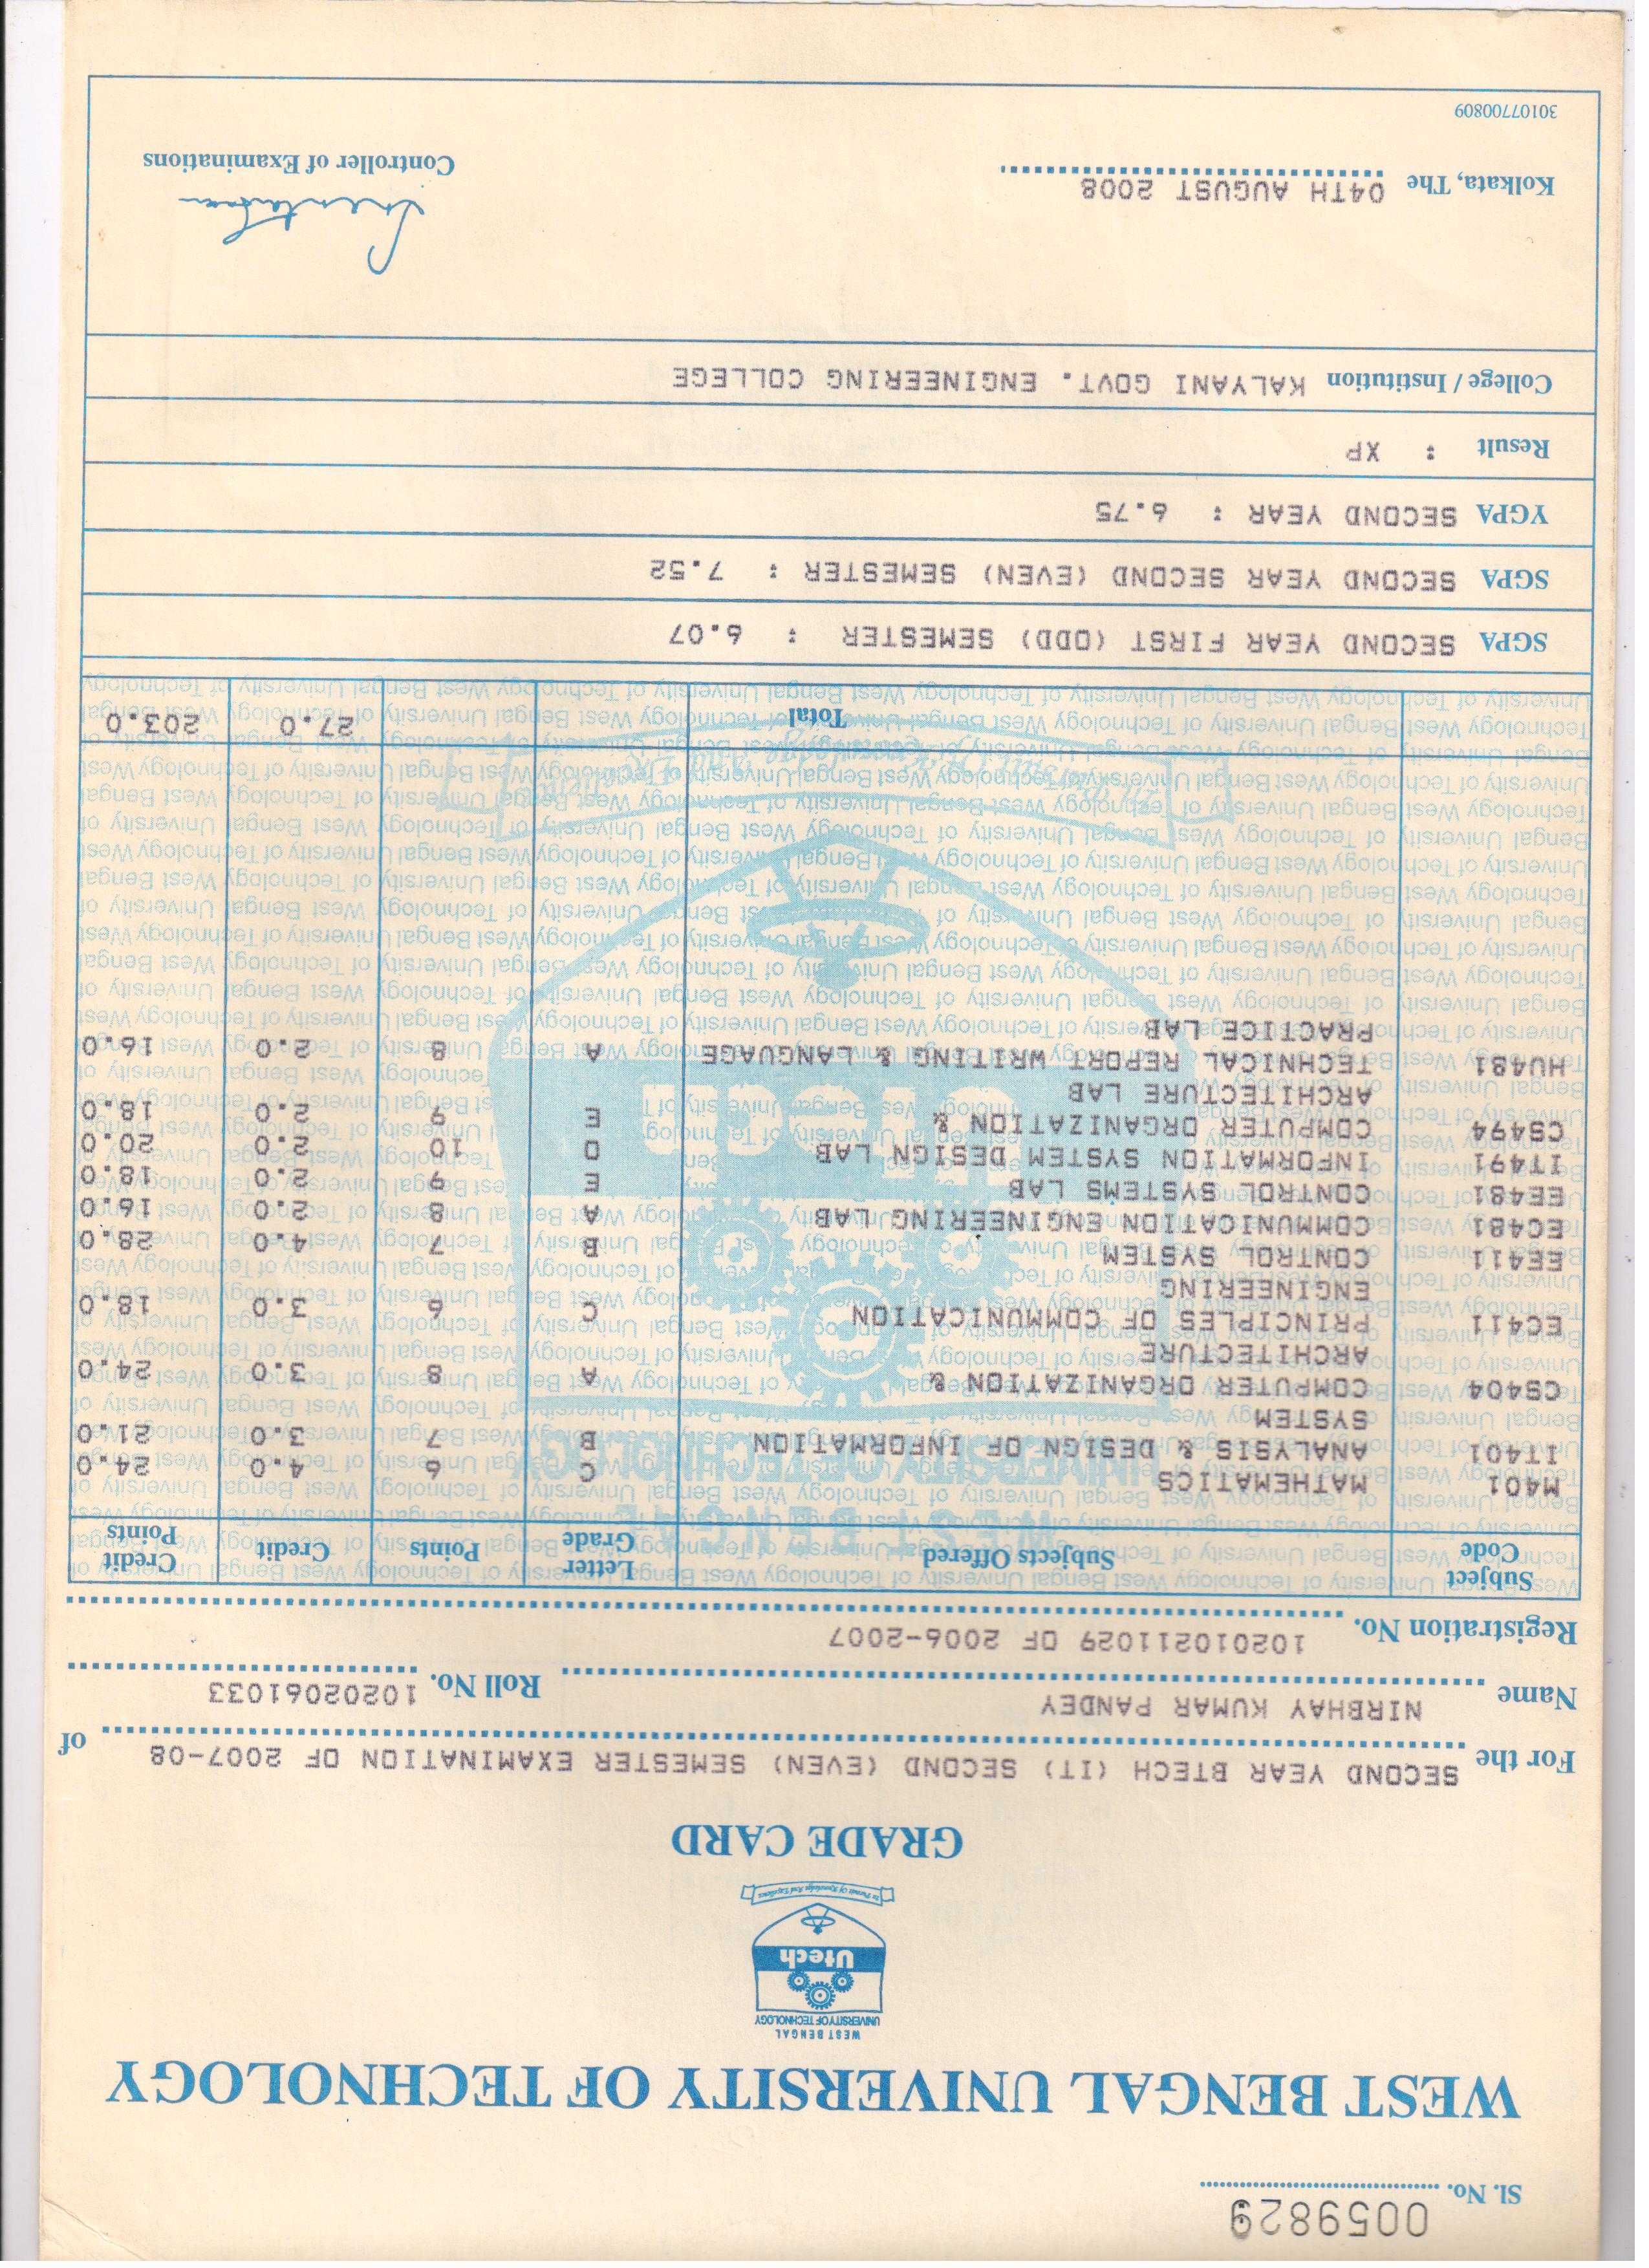 Sl. No. 0059829
WEST BENGAL UNIVERSITY OF TECHNOLOGY
WEST BENGAL
UNIVERSITY OF TECHNOLOGY
Utech
In Pursuit Of Knowledge And Excellence
GRADE CARD
For the SECOND YEAR BTECH (IT) SECOND (EVEN) SEMESTER EXAMINATION OF 2007-08 of
Name NIRBHAY KUMAR PANDEY Roll No. 1020206 1033
Registration No. 102010211029 OF 2006-2007
Subject Code Subjects Offered Letter Grade Points Credit Credit Points
M401 MATHEMATICS C 6 4.0 24.0
IT401 ANALYSIS & DESIGN OF INFORMATION B 7 3.0 21.0
SYSTEM
CS404 COMPUTER ORGANIZATION & A 8 3.0 24.0
ARCHITECTURE
EC411 PRINCIPLES OF COMMUNICATION C 6 3.0 18.0
ENGINEERING
EE411 CONTROL SYSTEM B 7 4.0 28.0
EC481 COMMUNICATION ENGINEERING LAB A 8 2.0 16.0
EE481 CONTROL SYSTEMS LAB E 9 2.0 18.0
IT491 INFORMATION SYSTEM DESIGN LAB O 10 2.0 20.0
CS494 COMPUTER ORGANIZATION & E 9 2.0 18.0
ARCHITECTURE LAB
HU481 TECHNICAL REPORT WRITING & LANGUAGE A 8 2.0 16.0
PRACTICE LAB
Total 27.0 203.0
SGPA SECOND YEAR FIRST (ODD) SEMESTER : 6.07
SGPA SECOND YEAR SECOND (EVEN) SEMESTER : 7.52
YGPA SECOND YEAR : 6.75
Result : XP
College / Institution KALYANI GOVT. ENGINEERING COLLEGE
Kolkata, The 04TH AUGUST 2008
Controller of Examinations
30107700809